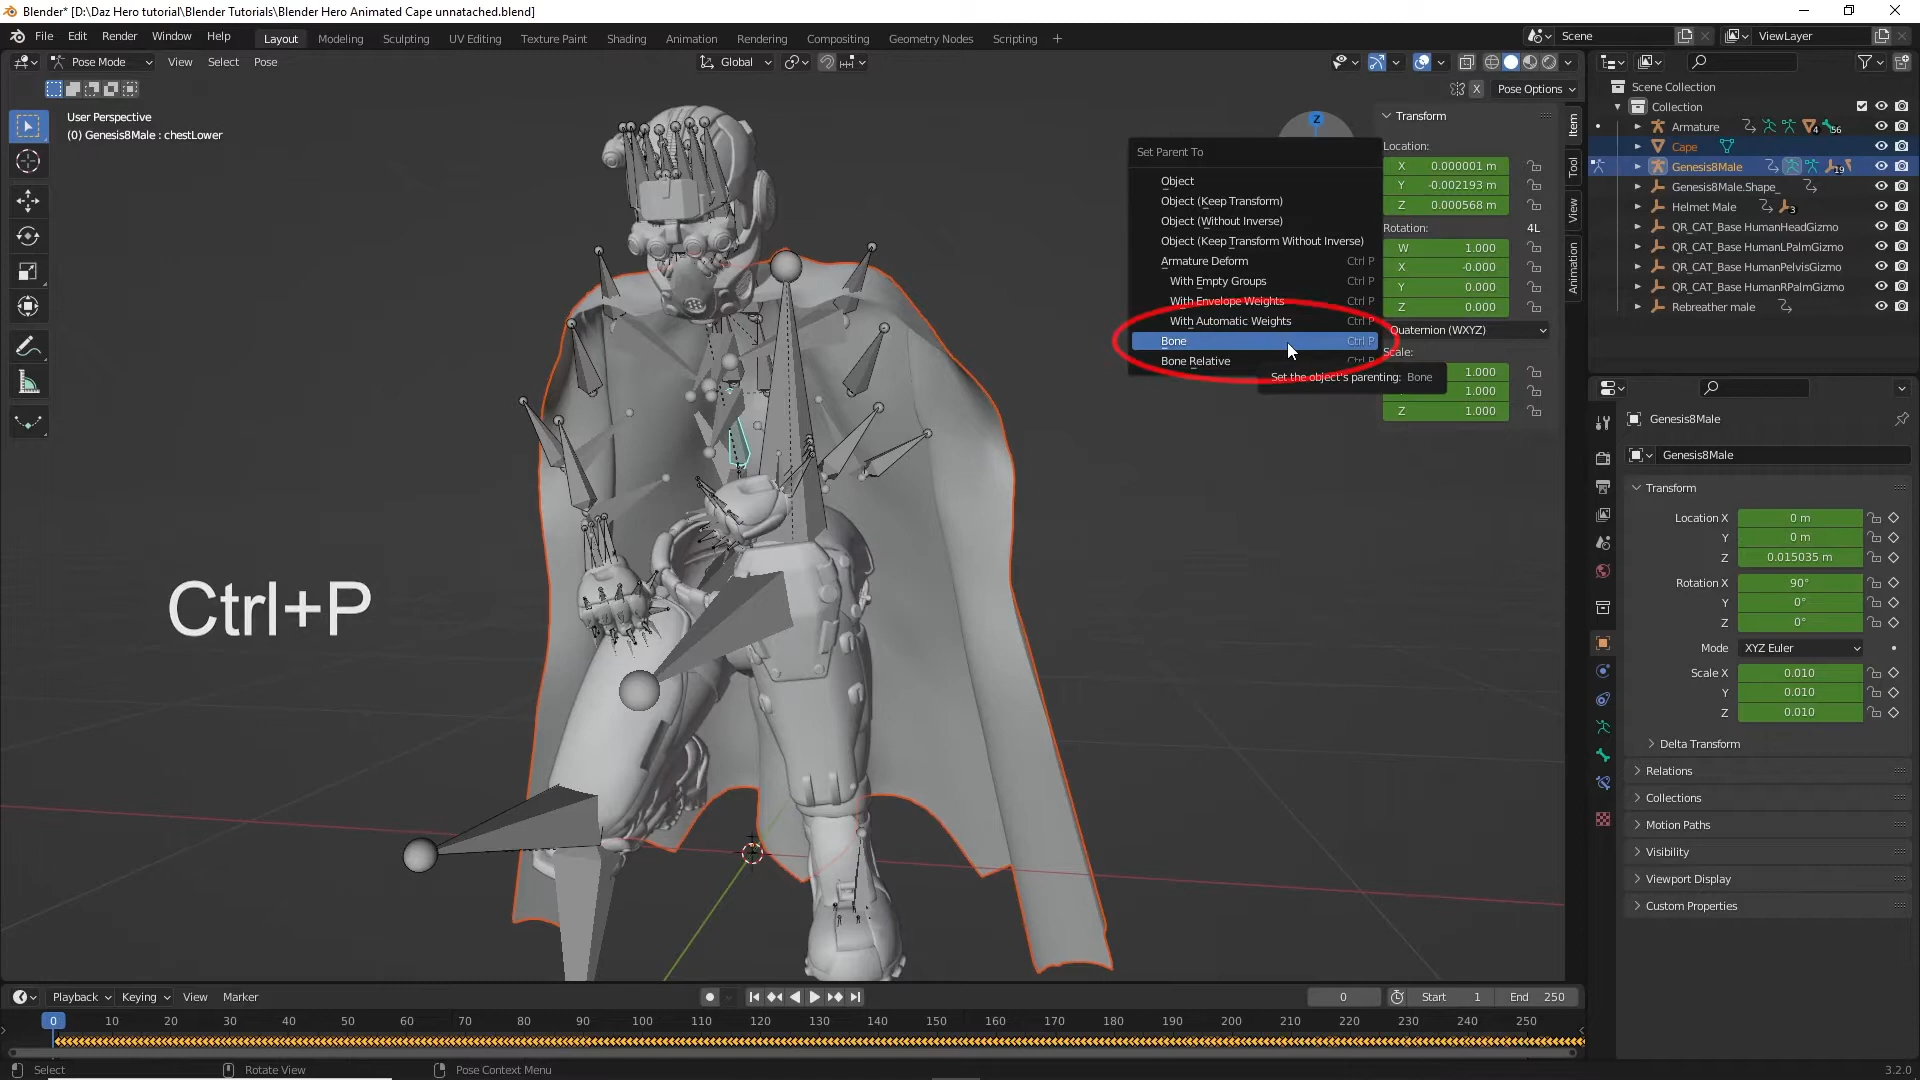 Blender* [D:\Daz Hero tutorial\Blender Tutorials\Blender Hero Animated Cape unnatached.blend]
File Edit Render Window Help Layout Modeling Sculpting UV Editing Texture Paint Shading Animation Rendering Compositing Geometry Nodes Scripting + Scene ViewLayer
Pose Mode View Select Pose Global
X Pose Options
User Perspective
(0) Genesis8Male : chestLower
Z
Set Parent To
Object
Object (Keep Transform)
Object (Without Inverse)
Object (Keep Transform Without Inverse)
Armature Deform Ctrl P
With Empty Groups Ctrl P
With Envelope Weights Ctrl P
With Automatic Weights Ctrl P
Bone Ctrl P
Bone Relative Ctrl P
Set the object's parenting: Bone
Transform
Location:
X 0.000001 m
Y -0.002193 m
Z 0.000568 m
Rotation: 4L
W 1.000
X -0.000
Y 0.000
Z 0.000
Quaternion (WXYZ)
Scale:
1.000
1.000
Z 1.000
Item
Tool
View
Animation
Scene Collection
Collection
Armature 4 56
Cape
Genesis8Male 19
Genesis8Male.Shape_
Helmet Male 3
QR_CAT_Base HumanHeadGizmo
QR_CAT_Base HumanLPalmGizmo
QR_CAT_Base HumanPelvisGizmo
QR_CAT_Base HumanRPalmGizmo
Rebreather male
Genesis8Male
Genesis8Male
Transform
Location X 0 m
Y 0 m
Z 0.015035 m
Rotation X 90°
Y 0°
Z 0°
Mode XYZ Euler
Scale X 0.010
Y 0.010
Z 0.010
Delta Transform
Relations
Collections
Motion Paths
Visibility
Viewport Display
Custom Properties
Ctrl+P
Playback Keying View Marker 0 Start 1 End 250
0 10 20 30 40 50 60 70 80 90 100 110 120 130 140 150 160 170 180 190 200 210 220 230 240 250
Select Rotate View Pose Context Menu 3.2.0